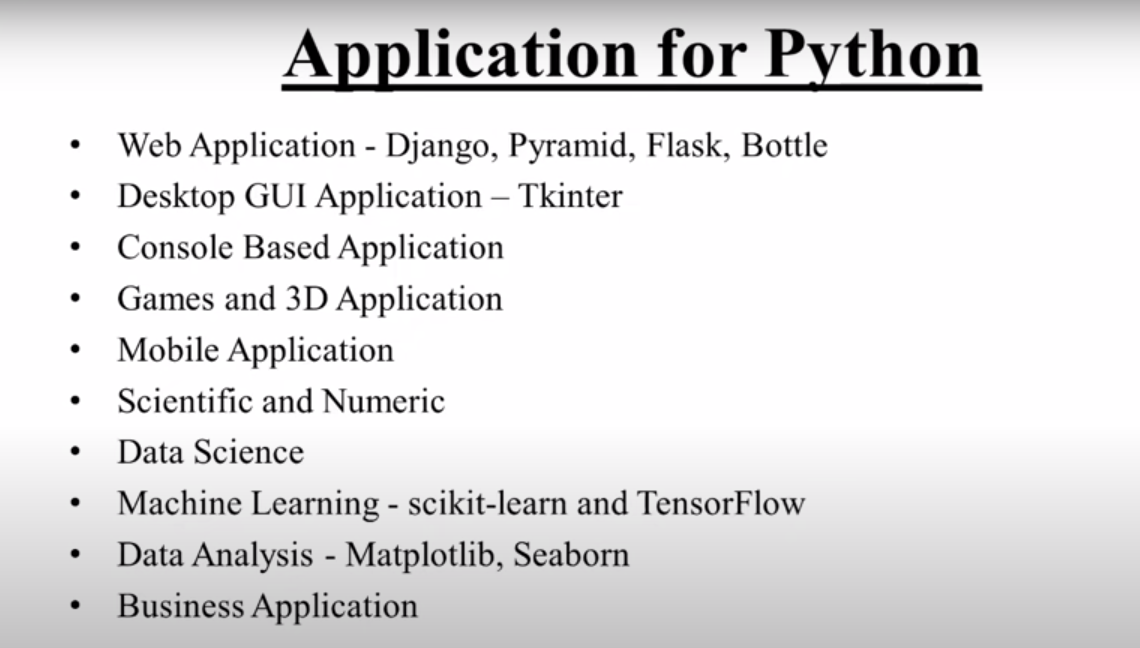 Application for Python
• Web Application - Django, Pyramid, Flask, Bottle
• Desktop GUI Application – Tkinter
• Console Based Application
• Games and 3D Application
• Mobile Application
• Scientific and Numeric
• Data Science
• Machine Learning - scikit-learn and TensorFlow
• Data Analysis - Matplotlib, Seaborn
• Business Application